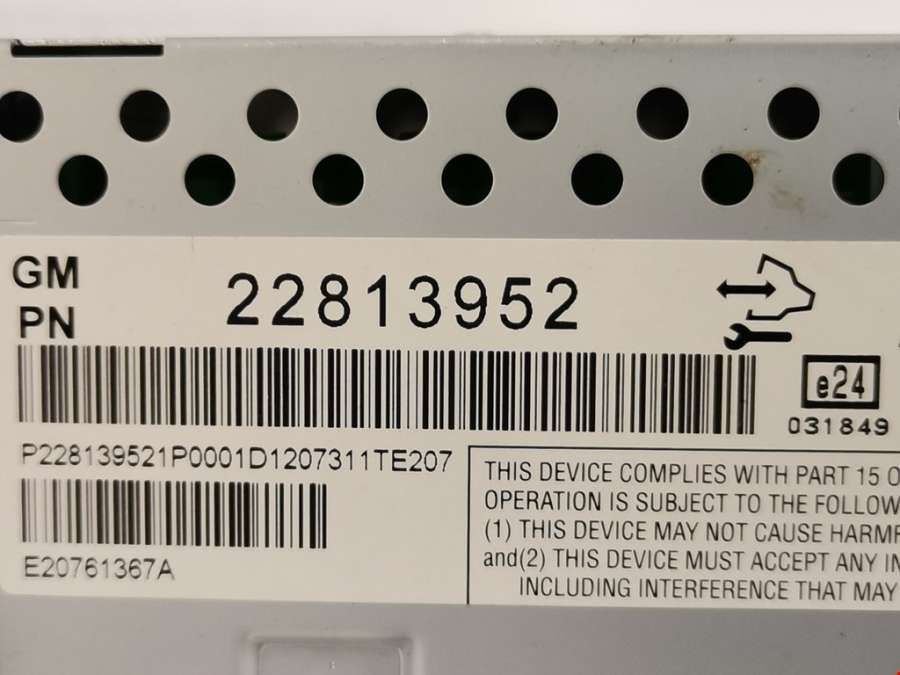 GM
PN
22813952
e24
031849
P228139521P0001D1207311TE207
E20761367A
THIS DEVICE COMPLIES WITH PART 15
OPERATION IS SUBJECT TO THE
(1) THIS DEVICE MAY NOT CAUSE
and(2) THIS DEVICE MUST ACCEPT ANY
INCLUDING INTERFERENCE THAT MAY